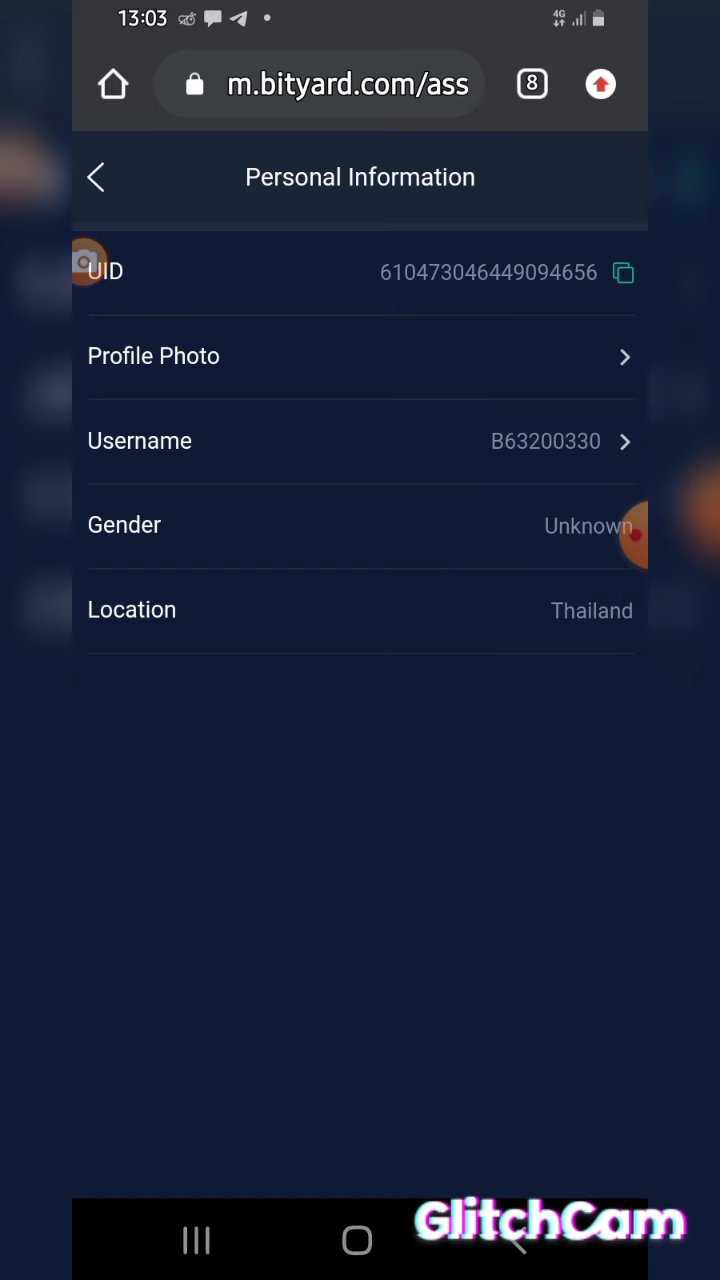 13:03
4G
m.bityard.com/ass
8
Personal Information
UID
610473046449094656
Profile Photo
Username
B63200330
Gender
Unknown
Location
Thailand
GlitchCam